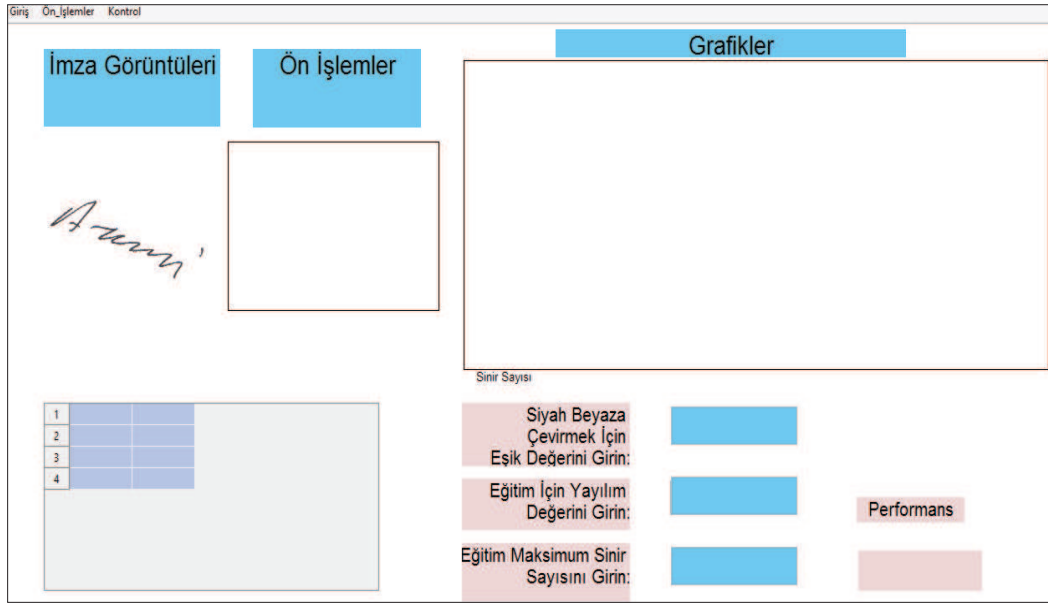 Giriş Ön_İşlemler Kontrol
İmza Görüntüleri
Ön İşlemler
Grafikler
Sinir Sayısı
1
2
3
4
Siyah Beyaza
Çevirmek İçin
Eşik Değerini Girin:
Eğitim İçin Yayılım
Değerini Girin:
Performans
Eğitim Maksimum Sinir
Sayısını Girin: